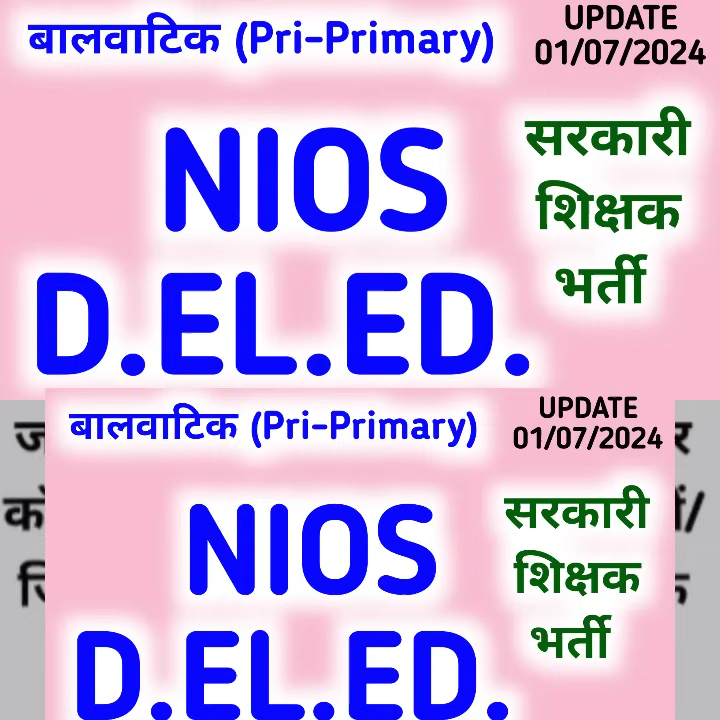 बालवाटिक (Pri-Primary)
UPDATE
01/07/2024
NIOS
सरकारी
शिक्षक
भर्ती
D.EL.ED.
बालवाटिक (Pri-Primary)
UPDATE
01/07/2024
NIOS
सरकारी
शिक्षक
भर्ती
D.EL.ED.